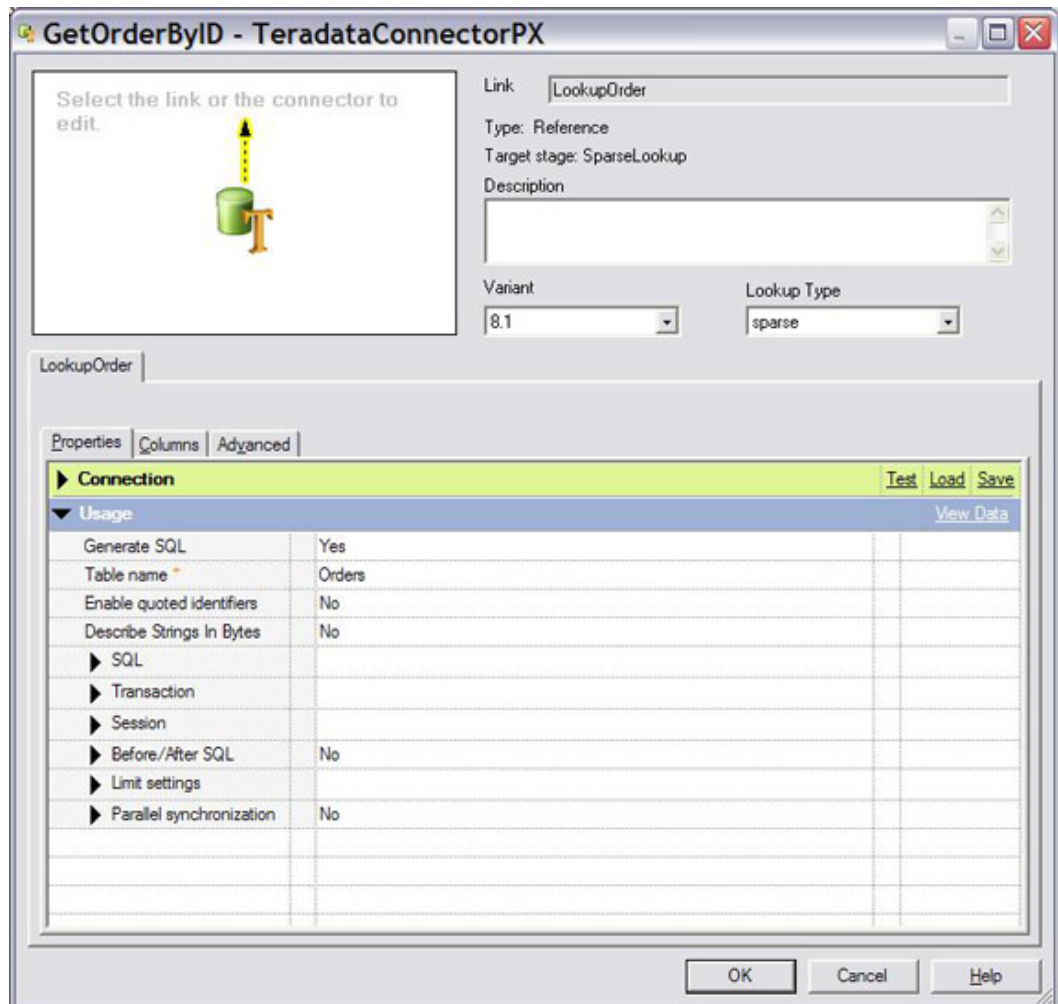 GetOrderByID - TeradataConnectorPX
Select the link or the connector to
edit.
T
Link LookupOrder
Type: Reference
Target stage: SparseLookup
Description
Variant Lookup Type
8.1 sparse
LookupOrder
Properties Columns Advanced
Connection Test Load Save
Usage View Data
Generate SQL Yes
Table name * Orders
Enable quoted identifiers No
Describe Strings In Bytes No
SQL
Transaction
Session
Before/After SQL No
Limit settings
Parallel synchronization No
OK Cancel Help